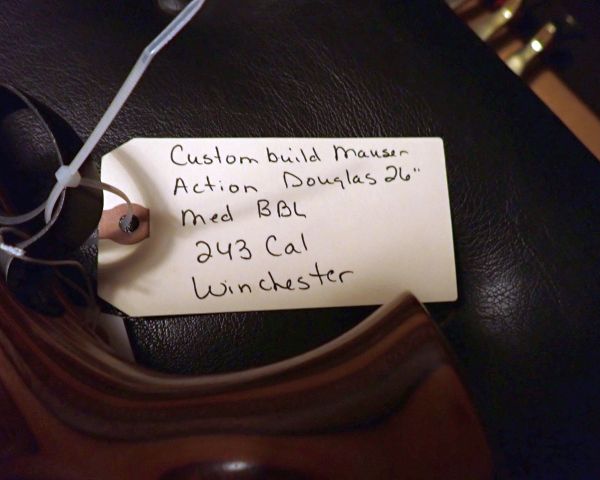 Custom build Mauser
Action Douglas 26"
Med BBL
243 Cal
Winchester